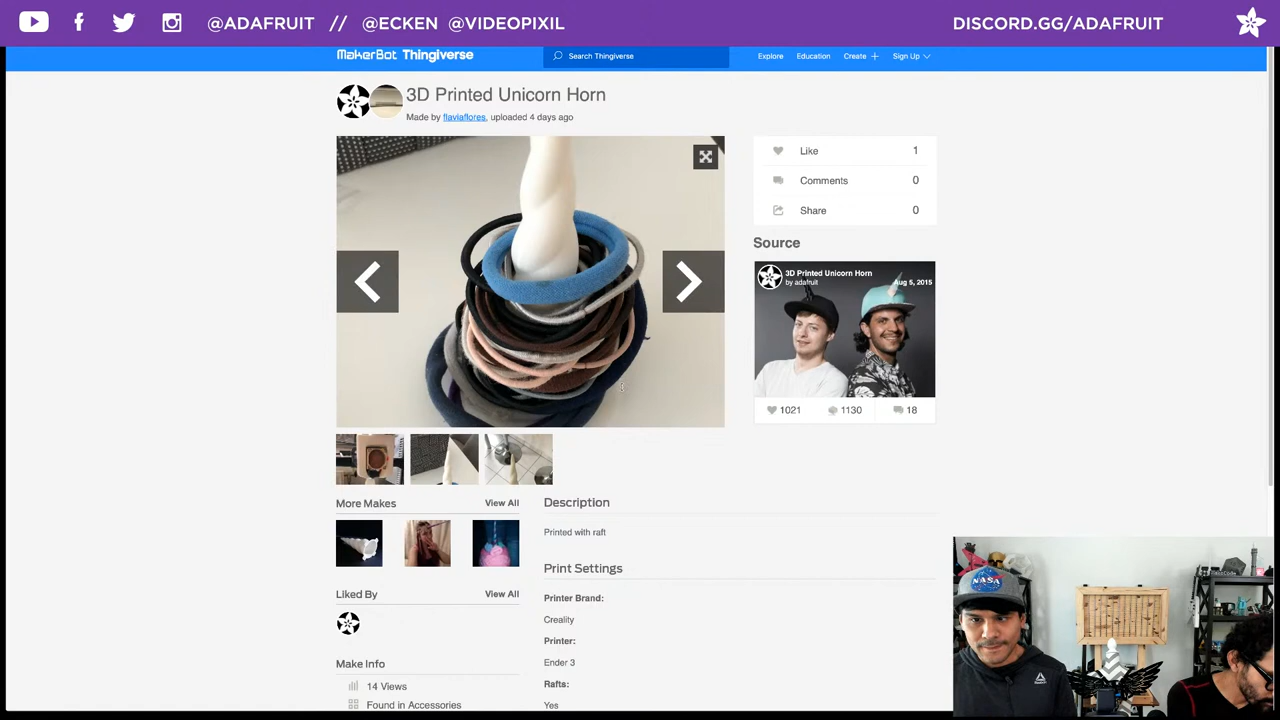 @ADAFRUIT // @ECKEN @VIDEOPIXIL
DISCORD.GG/ADAFRUIT
MakerBot Thingiverse
Search Thingiverse
Explore
Education
Create
Sign Up
3D Printed Unicorn Horn
Made by flaviaflores, uploaded 4 days ago
Like 1
Comments 0
Share 0
Source
3D Printed Unicorn Horn
by adafruit
Aug 5, 2015
1021
1130
18
More Makes
View All
Description
Printed with raft
Print Settings
Printer Brand:
Creality
Printer:
Ender 3
Rafts:
Yes
Liked By
View All
Make Info
14 Views
Found in Accessories
NASA